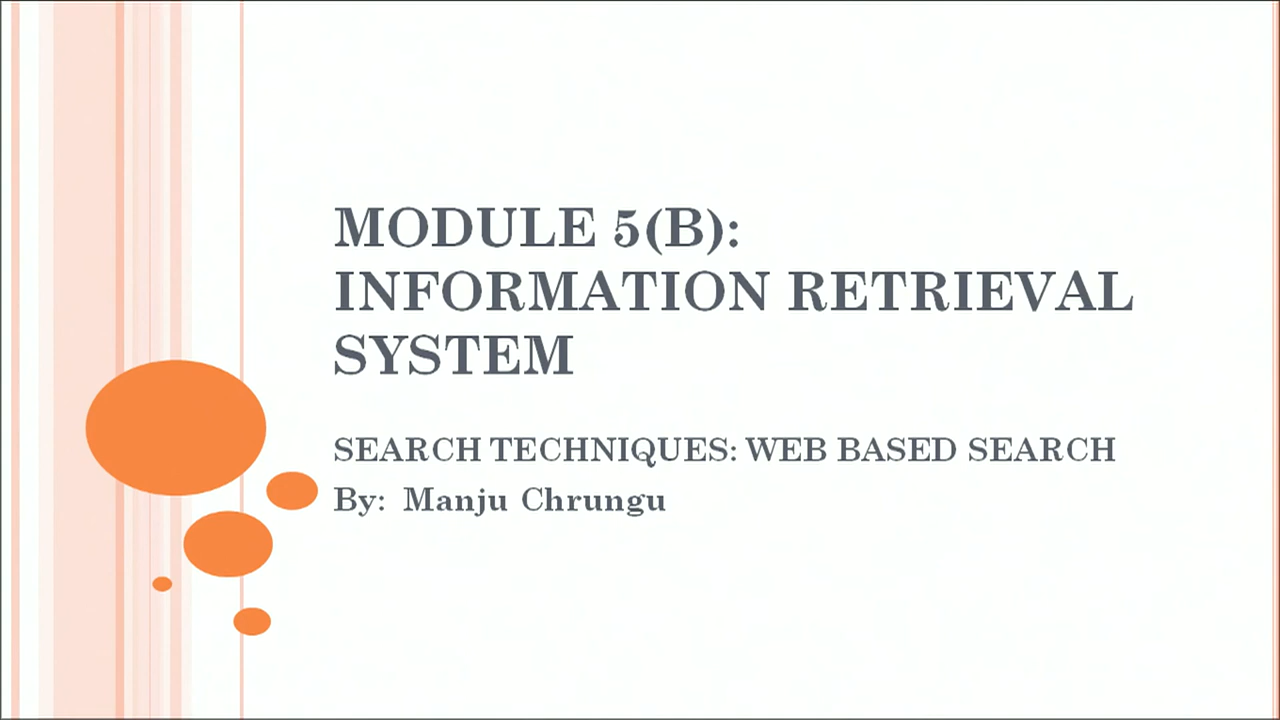 MODULE 5(B):
INFORMATION RETRIEVAL
SYSTEM
SEARCH TECHNIQUES: WEB BASED SEARCH
By: Manju Chrungu